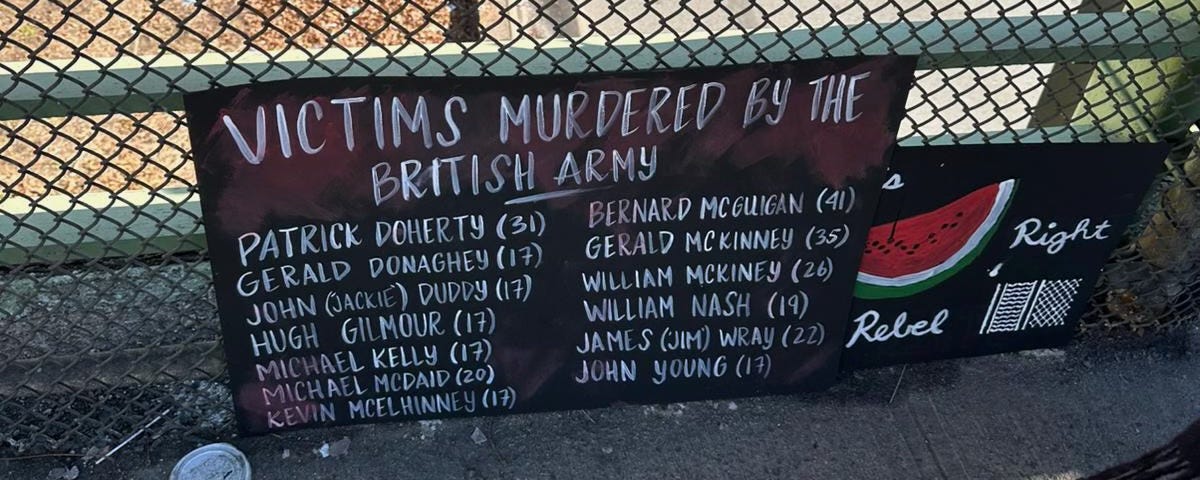 VICTIMS MURDERED BY THE
BRITISH ARMY
PATRICK DOHERTY (31)
GERALD DONAGHEY (17)
JOHN (JACKIE) DUDDY (17)
HUGH GILMOUR (17)
MICHAEL KELLY (17)
MICHAEL MCDAID (20)
KEVIN MCELHINNEY (17)
BERNARD MCGUIGAN (41)
GERALD MCKINNEY (35)
WILLIAM MCKINEY (26)
WILLIAM NASH (19)
JAMES (JIM) WRAY (22)
JOHN YOUNG (17)
Right
Rebel